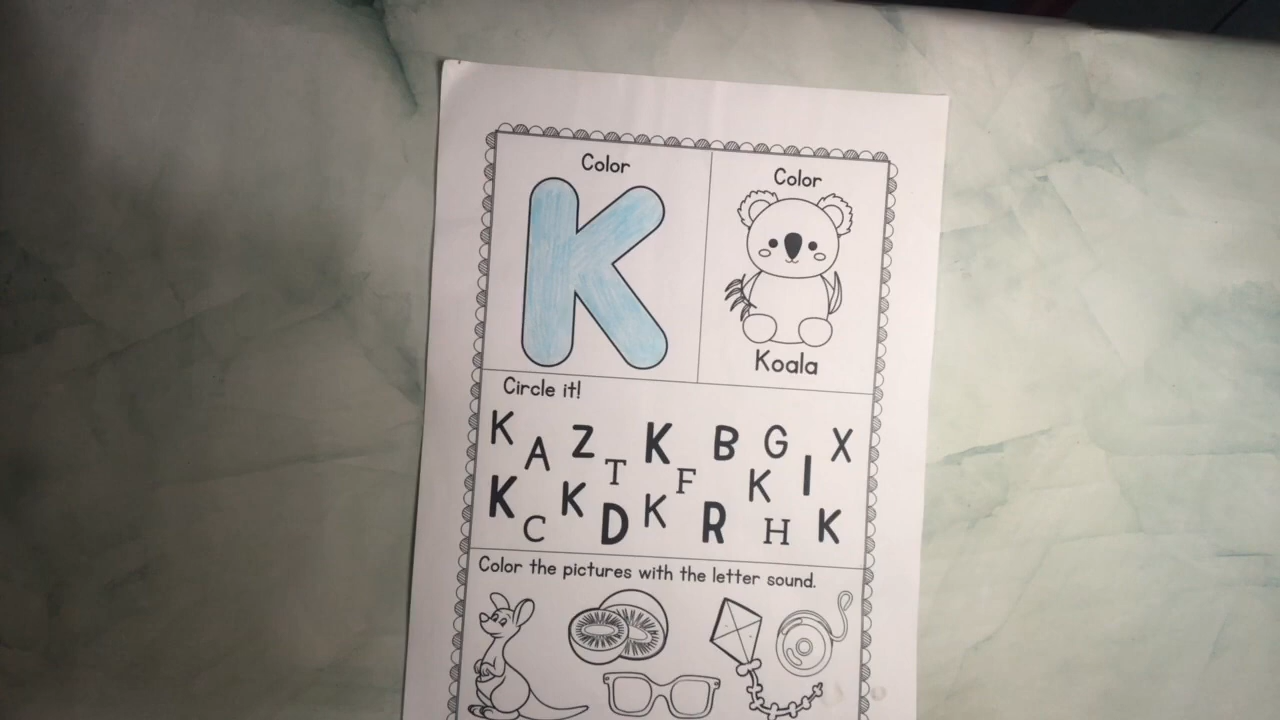 Color
K
Color
Koala
Circle it!
K A Z T K F B G K I X
K C K D K R H K
Color the pictures with the letter sound.